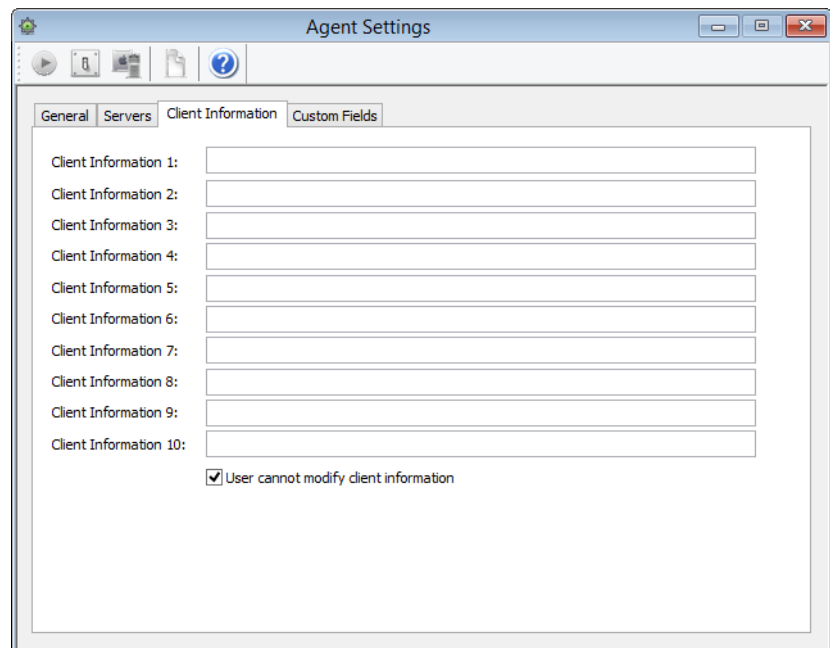 Agent Settings
General Servers Client Information Custom Fields
Client Information 1:
Client Information 2:
Client Information 3:
Client Information 4:
Client Information 5:
Client Information 6:
Client Information 7:
Client Information 8:
Client Information 9:
Client Information 10:
User cannot modify client information